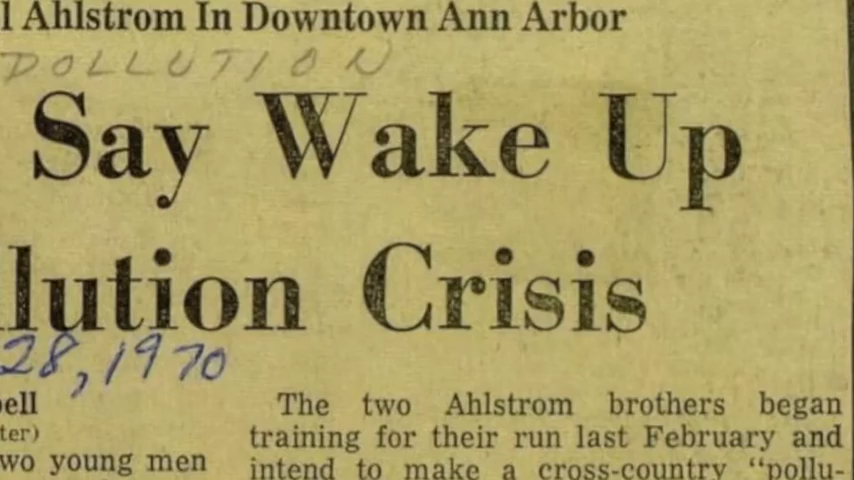 l Ahlstrom In Downtown Ann Arbor
POLLUTION
Say Wake Up
lution Crisis
28, 1970
ell
ter)
wo young men
The two Ahlstrom brothers began
training for their run last February and
intend to make a cross-country “pollu-